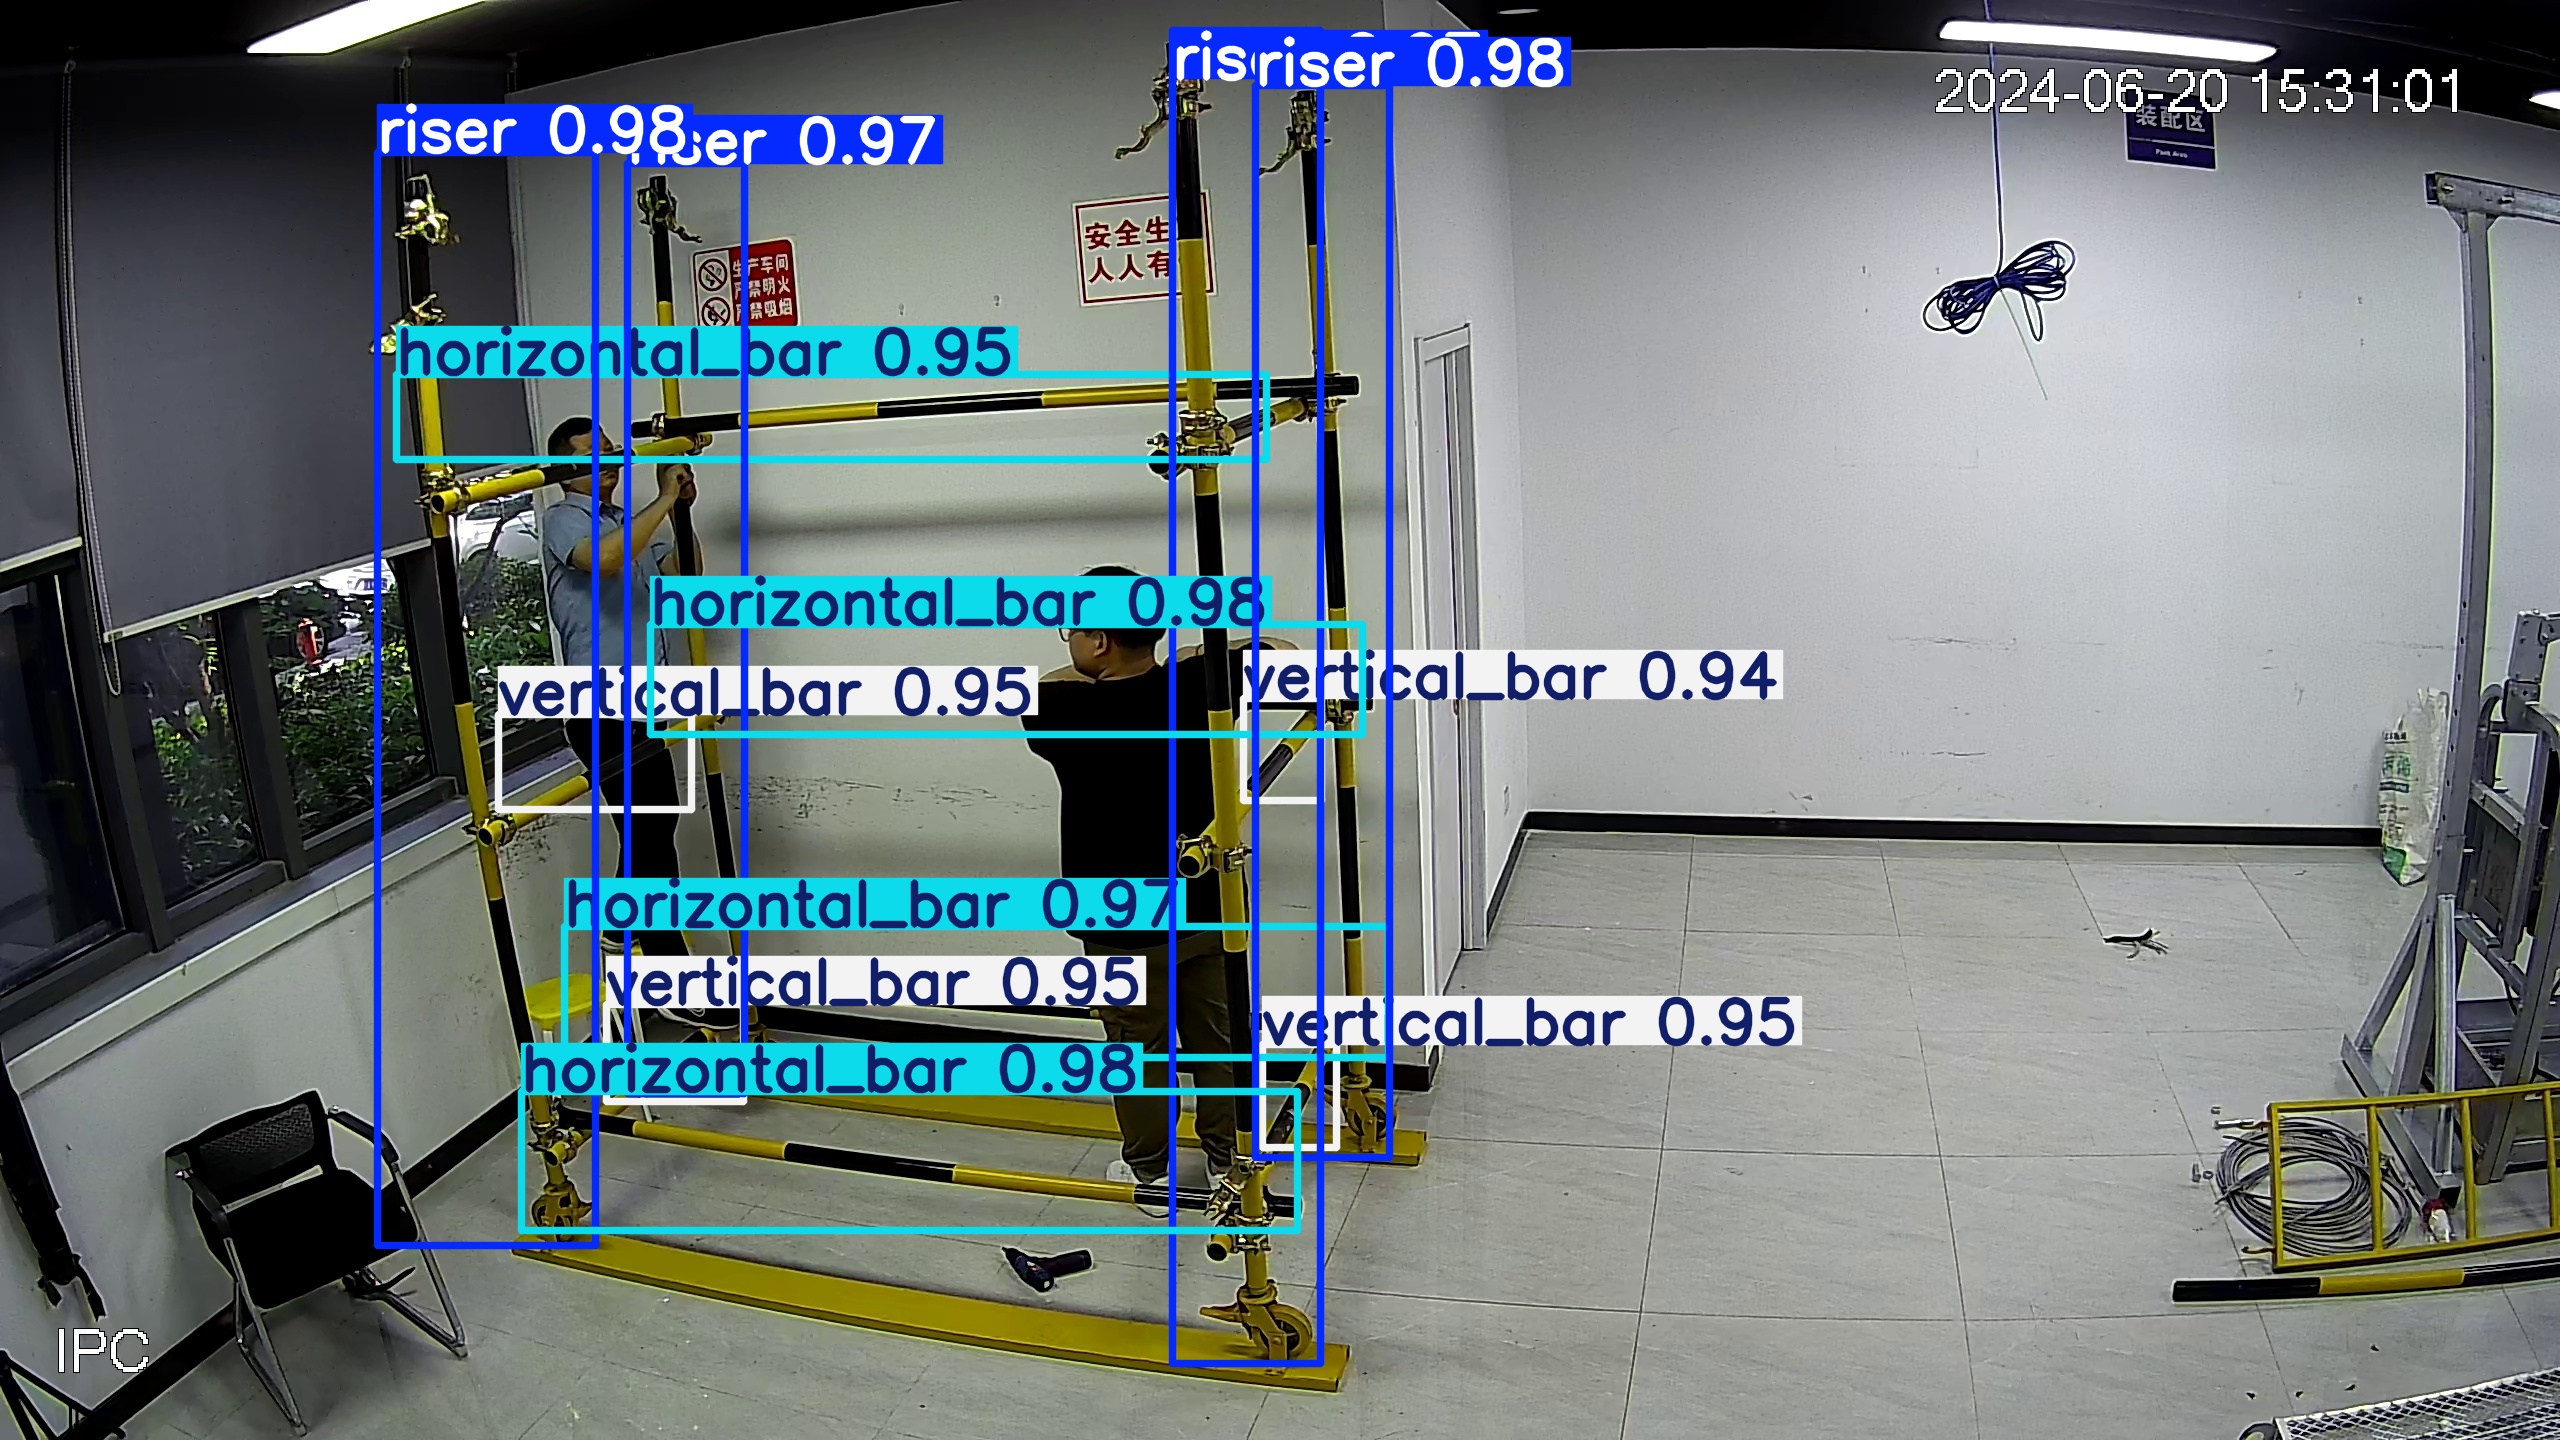 riser 0.98
2024-06-20 15:31:01
riser 0.98
riser 0.97
装配区
安全生
人人有
生产车间
严禁明火
严禁吸烟
horizontal_bar 0.95
horizontal_bar 0.98
vertical_bar 0.95
vertical_bar 0.94
horizontal_bar 0.97
vertical_bar 0.95
vertical_bar 0.95
horizontal_bar 0.98
IPC